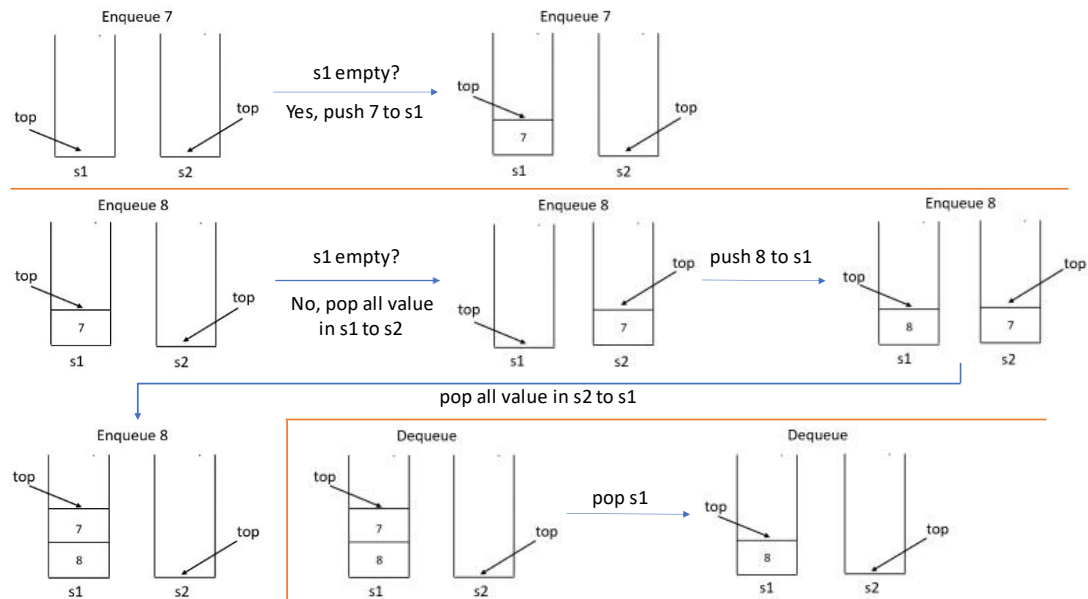 Enqueue 7
Enqueue 7
s1 empty?
top
top
Yes, push 7 to s1
top
top
7
s1
s2
s1
s2
Enqueue 8
Enqueue 8
Enqueue 8
s1 empty?
push 8 to s1
top
top
top
top
top
top
No, pop all value
in s1 to s2
7
7
8
7
s1
s2
s1
s2
s1
s2
pop all value in s2 to s1
Enqueue 8
Dequeue
Dequeue
top
top
pop s1
top
7
7
top
top
top
8
8
8
s1
s2
s1
s2
s1
s2